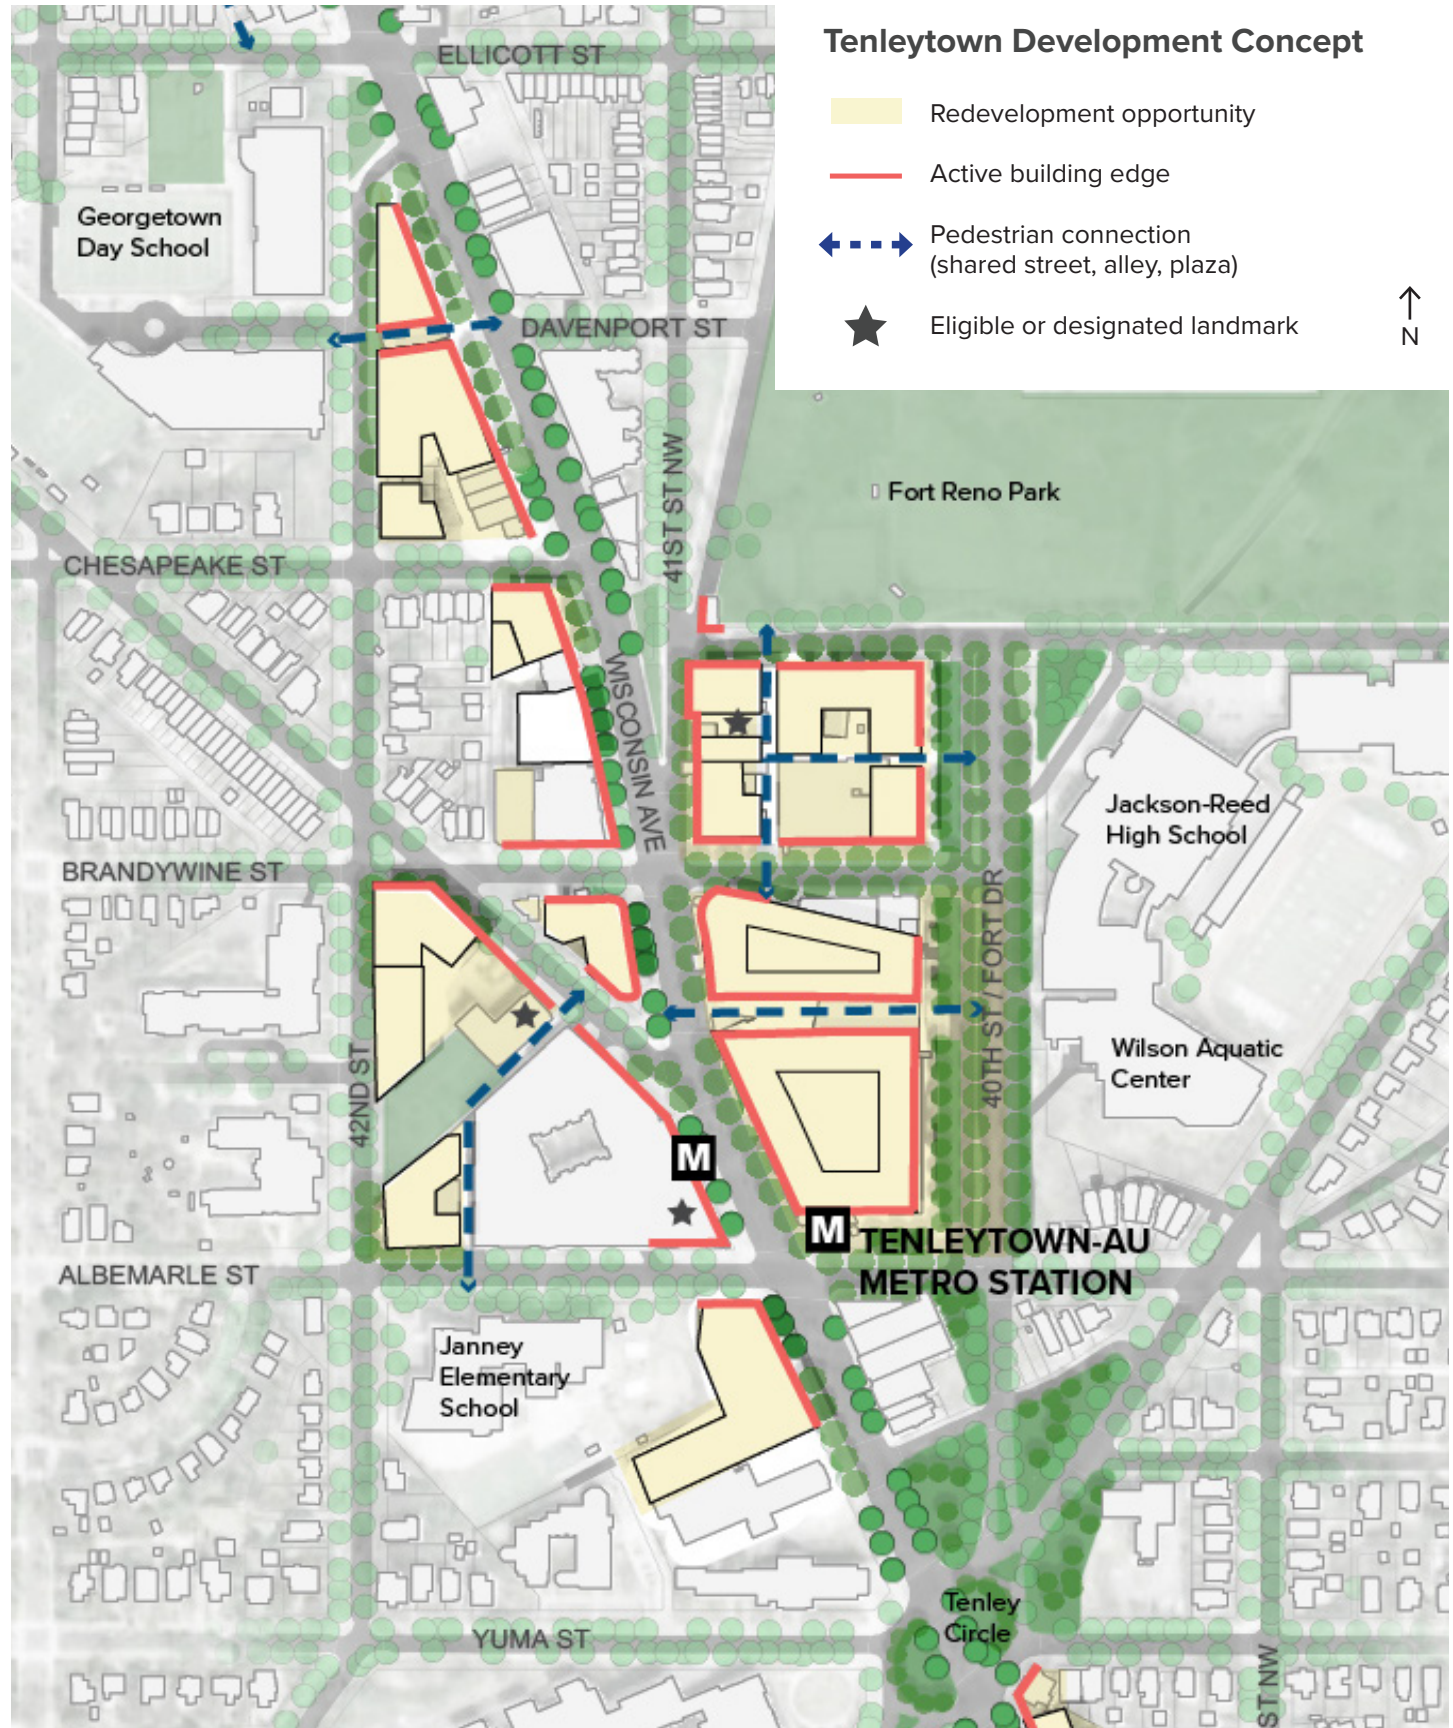 Tenleytown Development Concept
Redevelopment opportunity
Active building edge
Pedestrian connection
(shared street, alley, plaza)
Eligible or designated landmark
N
ELLICOTT ST
Georgetown
Day School
DAVENPORT ST
Fort Reno Park
41ST ST NW
CHESAPEAKE ST
WISCONSIN AVE
Jackson-Reed
High School
BRANDYWINE ST
40TH ST / FORT DR
Wilson Aquatic
Center
42ND ST
M
M
TENLEYTOWN-AU
METRO STATION
ALBEMARLE ST
Janney
Elementary
School
Tenley
Circle
YUMA ST
ST NW